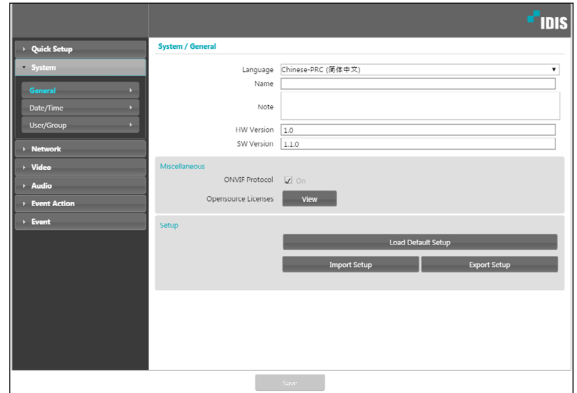 IDIS
Quick Setup
System
General
Date/Time
User/Group
Network
Video
Audio
Event Action
Event
System / General
Language Chinese-PRC (简体中文)
Name
Note
HW Version 1.0
SW Version 1.1.0
Miscellaneous
ONVIF Protocol On
Opensource Licenses View
Setup
Load Default Setup
Import Setup Export Setup
Save